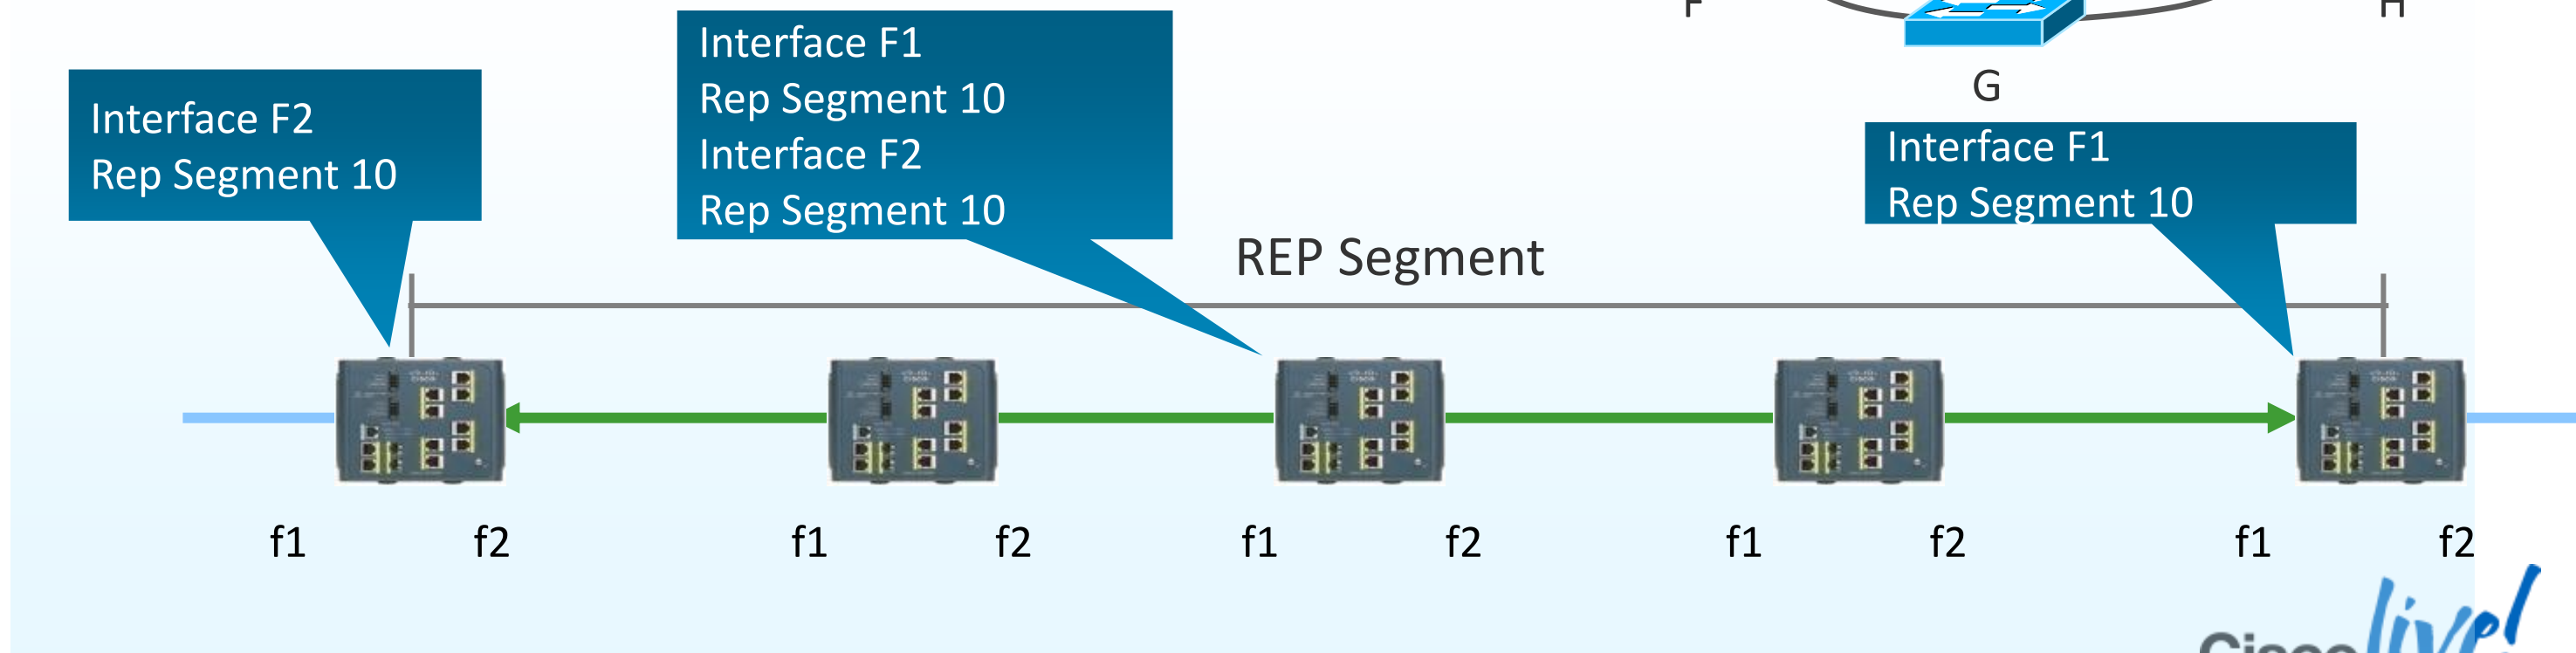 F
H
G
Interface F1
Rep Segment 10
Interface F2
Rep Segment 10
Interface F2
Rep Segment 10
Interface F1
Rep Segment 10
REP Segment
f1 f2 f1 f2 f1 f2 f1 f2 f1 f2
Cisco live!